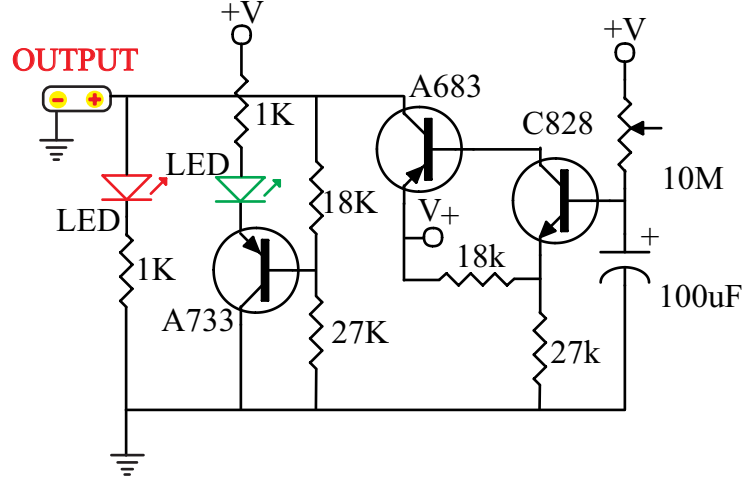 +V
+V
OUTPUT
- +
A683
1K
C828
LED
10M
18K
V+
LED
+
18k
1K
100uF
A733
27K
27k